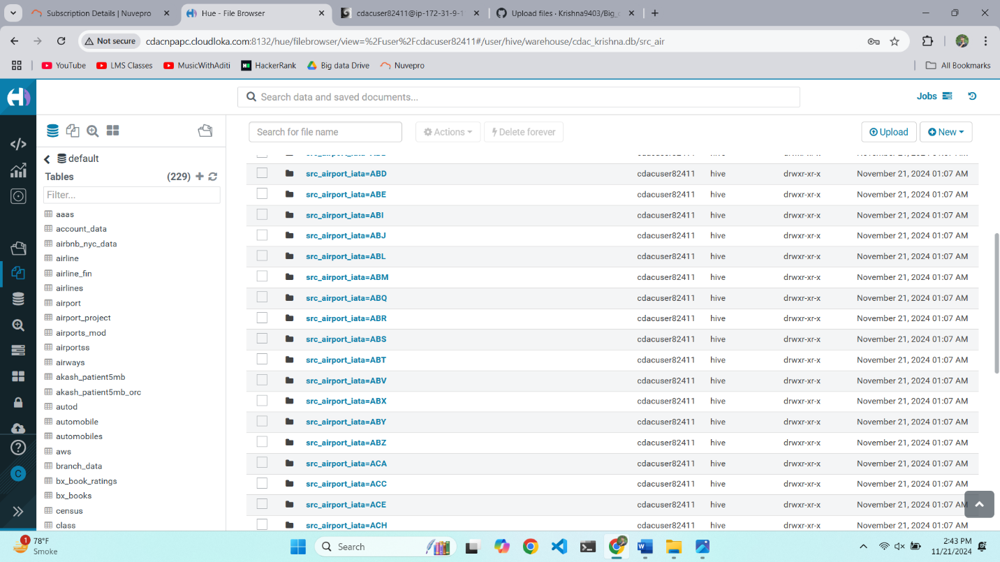 Subscription Details | Nuvepro
Hue - File Browser
cdacuser82411@ip-172-31-9-1
Upload files · Krishna9403/Big_
Not secure
cdacnpapc.cloudloka.com:8132/hue/filebrowser/view=%2Fuser%2Fcdacuser82411#/user/hive/warehouse/cdac_krishna.db/src_air
YouTube
LMS Classes
MusicWithAditi
HackerRank
Big data Drive
Nuvepro
All Bookmarks
Search data and saved documents...
Jobs
Search for file name
Actions
Delete forever
Upload
New
default
Tables
(229)
Filter...
aaas
account_data
airbnb_nyc_data
airline
airline_fin
airlines
airport
airport_project
airports_mod
airportss
airways
akash_patient5mb
akash_patient5mb_orc
autod
automobile
automobiles
aws
branch_data
bx_book_ratings
bx_books
census
class
src_airport_iata=ABD cdacuser82411 hive drwxr-xr-x November 21, 2024 01:07 AM
src_airport_iata=ABE cdacuser82411 hive drwxr-xr-x November 21, 2024 01:07 AM
src_airport_iata=ABI cdacuser82411 hive drwxr-xr-x November 21, 2024 01:07 AM
src_airport_iata=ABJ cdacuser82411 hive drwxr-xr-x November 21, 2024 01:07 AM
src_airport_iata=ABL cdacuser82411 hive drwxr-xr-x November 21, 2024 01:07 AM
src_airport_iata=ABM cdacuser82411 hive drwxr-xr-x November 21, 2024 01:07 AM
src_airport_iata=ABQ cdacuser82411 hive drwxr-xr-x November 21, 2024 01:07 AM
src_airport_iata=ABR cdacuser82411 hive drwxr-xr-x November 21, 2024 01:07 AM
src_airport_iata=ABS cdacuser82411 hive drwxr-xr-x November 21, 2024 01:07 AM
src_airport_iata=ABT cdacuser82411 hive drwxr-xr-x November 21, 2024 01:07 AM
src_airport_iata=ABV cdacuser82411 hive drwxr-xr-x November 21, 2024 01:07 AM
src_airport_iata=ABX cdacuser82411 hive drwxr-xr-x November 21, 2024 01:07 AM
src_airport_iata=ABY cdacuser82411 hive drwxr-xr-x November 21, 2024 01:07 AM
src_airport_iata=ABZ cdacuser82411 hive drwxr-xr-x November 21, 2024 01:07 AM
src_airport_iata=ACA cdacuser82411 hive drwxr-xr-x November 21, 2024 01:07 AM
src_airport_iata=ACC cdacuser82411 hive drwxr-xr-x November 21, 2024 01:07 AM
src_airport_iata=ACE cdacuser82411 hive drwxr-xr-x November 21, 2024 01:07 AM
src_airport_iata=ACH cdacuser82411 hive drwxr-xr-x November 21, 2024 01:07 AM
C
1
78°F
Smoke
Search
2:43 PM
11/21/2024